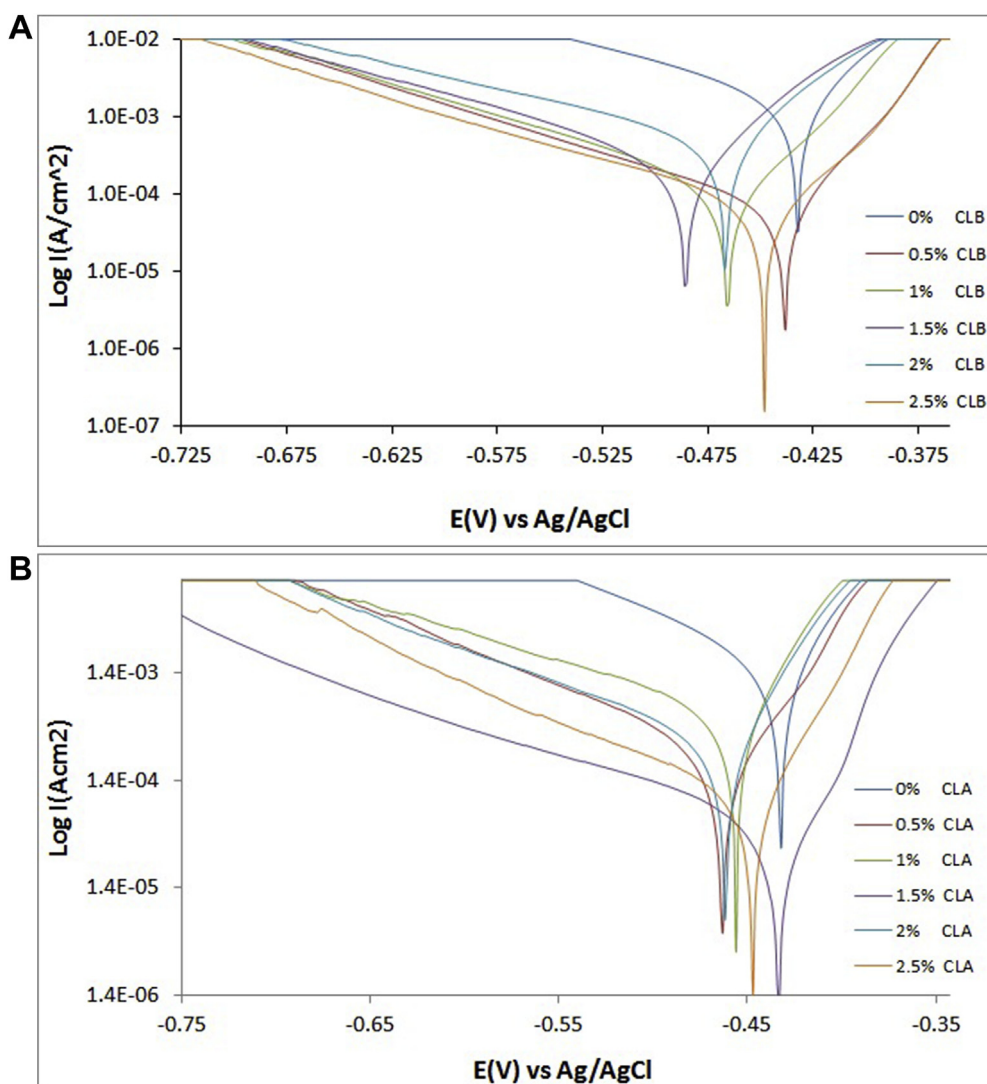 A
Log I(A/cm^2)
1.0E-02
1.0E-03
1.0E-04
1.0E-05
1.0E-06
1.0E-07
-0.725 -0.675 -0.625 -0.575 -0.525 -0.475 -0.425 -0.375
E(V) vs Ag/AgCl
0% CLB
0.5% CLB
1% CLB
1.5% CLB
2% CLB
2.5% CLB
B
Log I(Acm2)
1.4E-03
1.4E-04
1.4E-05
1.4E-06
-0.75 -0.65 -0.55 -0.45 -0.35
E(V) vs Ag/AgCl
0% CLA
0.5% CLA
1% CLA
1.5% CLA
2% CLA
2.5% CLA